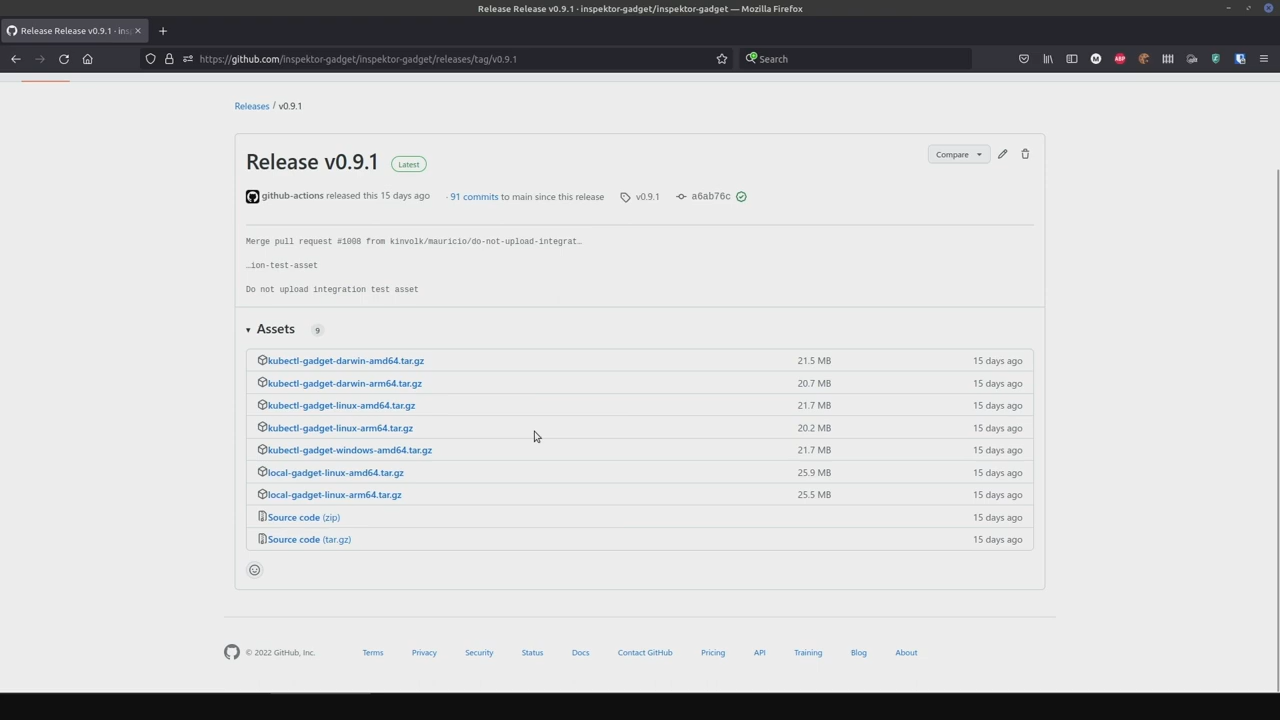 Release Release v0.9.1 · inspektor-gadget/inspektor-gadget — Mozilla Firefox
Release Release v0.9.1 · ins
https://github.com/inspektor-gadget/inspektor-gadget/releases/tag/v0.9.1
Search
Releases / v0.9.1
Release v0.9.1 Latest
Compare
github-actions released this 15 days ago · 91 commits to main since this release v0.9.1 a6ab76c
Merge pull request #1008 from kinvolk/mauricio/do-not-upload-integrat…
…ion-test-asset
Do not upload integration test asset
Assets 9
kubectl-gadget-darwin-amd64.tar.gz 21.5 MB 15 days ago
kubectl-gadget-darwin-arm64.tar.gz 20.7 MB 15 days ago
kubectl-gadget-linux-amd64.tar.gz 21.7 MB 15 days ago
kubectl-gadget-linux-arm64.tar.gz 20.2 MB 15 days ago
kubectl-gadget-windows-amd64.tar.gz 21.7 MB 15 days ago
local-gadget-linux-amd64.tar.gz 25.9 MB 15 days ago
local-gadget-linux-arm64.tar.gz 25.5 MB 15 days ago
Source code (zip) 15 days ago
Source code (tar.gz) 15 days ago
© 2022 GitHub, Inc. Terms Privacy Security Status Docs Contact GitHub Pricing API Training Blog About